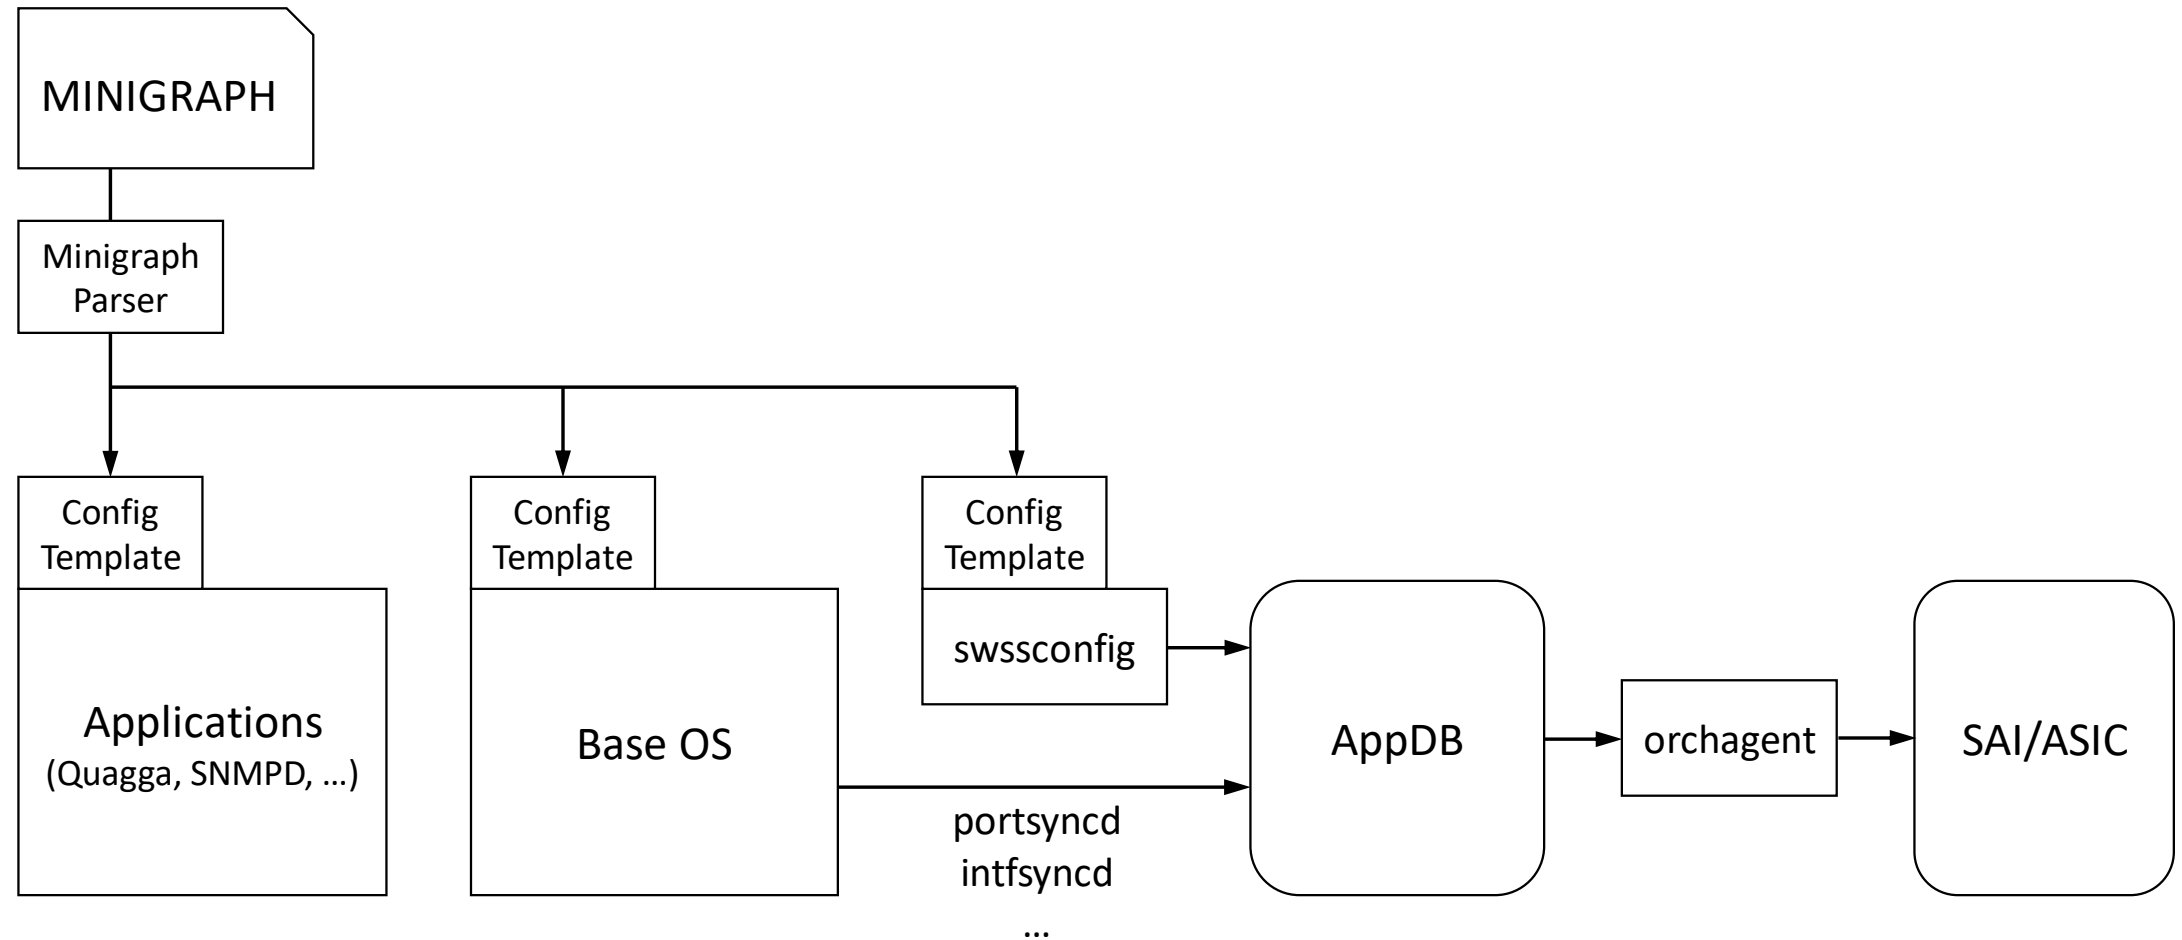 MINIGRAPH
Minigraph
Parser
Config
Template
Config
Template
Config
Template
Applications
(Quagga, SNMPD, ...)
Base OS
swssconfig
portsyncd
intfsyncd
...
AppDB
orchagent
SAI/ASIC